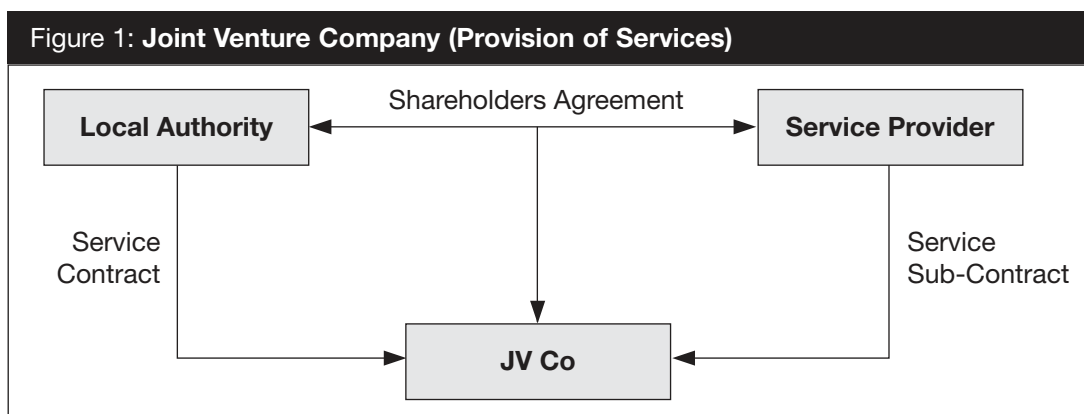 Figure 1: Joint Venture Company (Provision of Services)
Shareholders Agreement
Local Authority
Service Provider
Service
Contract
Service
Sub-Contract
JV Co